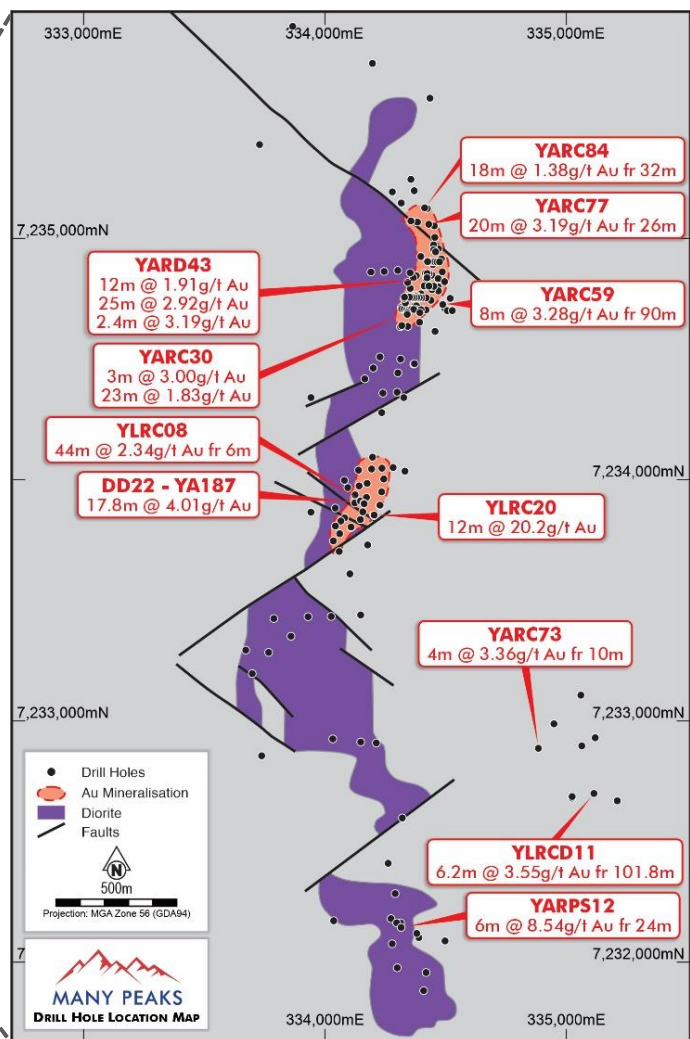 333,000mE
334,000mE
335,000mE
YARC84
18m @ 1.38g/t Au fr 32m
YARC77
20m @ 3.19g/t Au fr 26m
7,235,000mN
YARD43
12m @ 1.91g/t Au
25m @ 2.92g/t Au
2.4m @ 3.19g/t Au
YARC59
8m @ 3.28g/t Au fr 90m
YARC30
3m @ 3.00g/t Au
23m @ 1.83g/t Au
YLRC08
44m @ 2.34g/t Au fr 6m
7,234,000mN
DD22 - YA187
17.8m @ 4.01g/t Au
YLRC20
12m @ 20.2g/t Au
YARC73
4m @ 3.36g/t Au fr 10m
7,233,000mN
7,233,000mN
Drill Holes
Au Mineralisation
Diorite
Faults
N
500m
Projection: MGA Zone 56 (GDA94)
YLRCD11
6.2m @ 3.55g/t Au fr 101.8m
YARPS12
6m @ 8.54g/t Au fr 24m
MANY PEAKS
DRILL HOLE LOCATION MAP
7,232,000mN
334,000mE
335,000mE